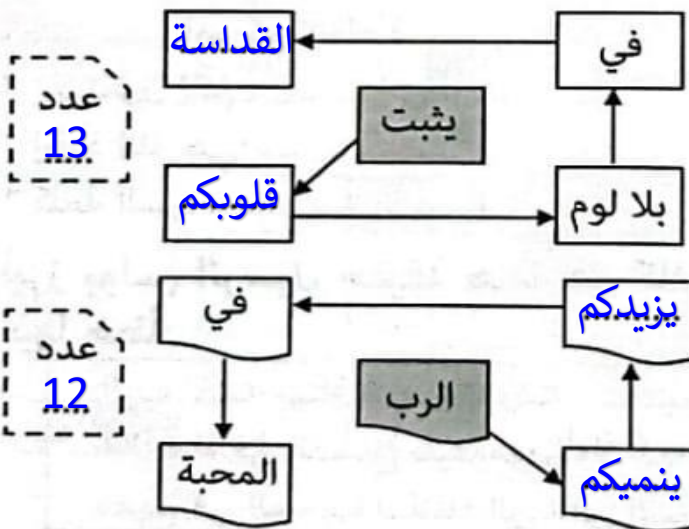 القداسة
في
عدد
13
يثبت
قلوبكم
بلا لوم
في
يزيدكم
عدد
12
الرب
المحبة
ينميكم